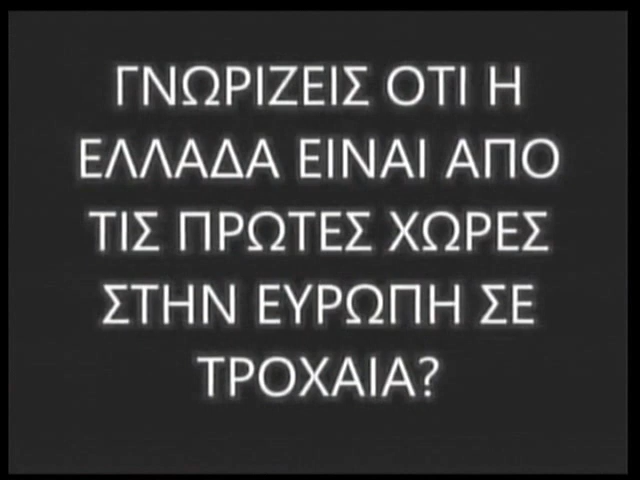 ΓΝΩΡΙΖΕΙΣ ΟΤΙ Η
ΕΛΛΑΔΑ ΕΙΝΑΙ ΑΠΟ
ΤΙΣ ΠΡΩΤΕΣ ΧΩΡΕΣ
ΣΤΗΝ ΕΥΡΩΠΗ ΣΕ
ΤΡΟΧΑΙΑ?